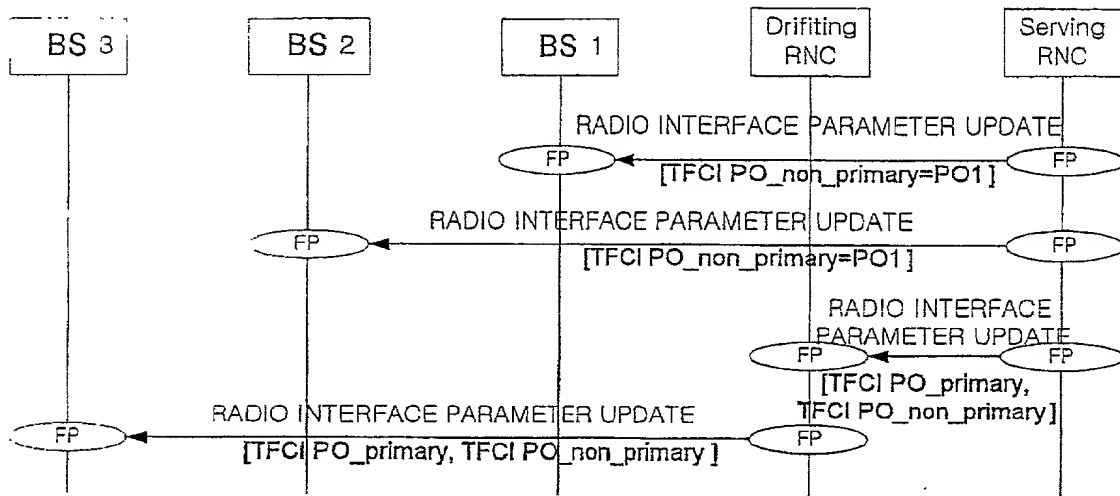 BS 3
BS 2
BS 1
Drifiting
RNC
Serving
RNC
RADIO INTERFACE PARAMETER UPDATE
FP
FP
[TFCI PO_non_primary=PO1]
RADIO INTERFACE PARAMETER UPDATE
FP
FP
[TFCI PO_non_primary=PO1]
RADIO INTERFACE
PARAMETER UPDATE
FP
FP
[TFCI PO_primary,
TFCI PO_non_primary]
RADIO INTERFACE PARAMETER UPDATE
FP
FP
[TFCI PO_primary, TFCI PO_non_primary ]